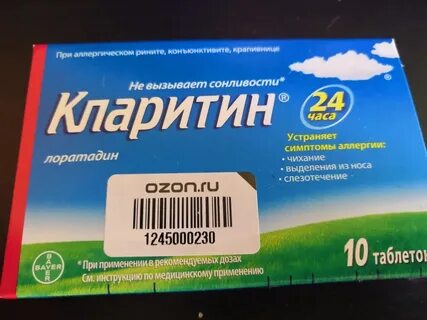 При аллергическом рините, конъюнктивите, крапивнице
Не вызывает сонливости*
Кларитин®
24
часа
лоратадин
Устраняет
симптомы аллергии:
• чихание
• выделения из носа
• слезотечение
ozon.ru
1245000230
BAYER
BAYER
10 таблеток
*При применении в рекомендуемых дозах
См. инструкцию по медицинскому применению